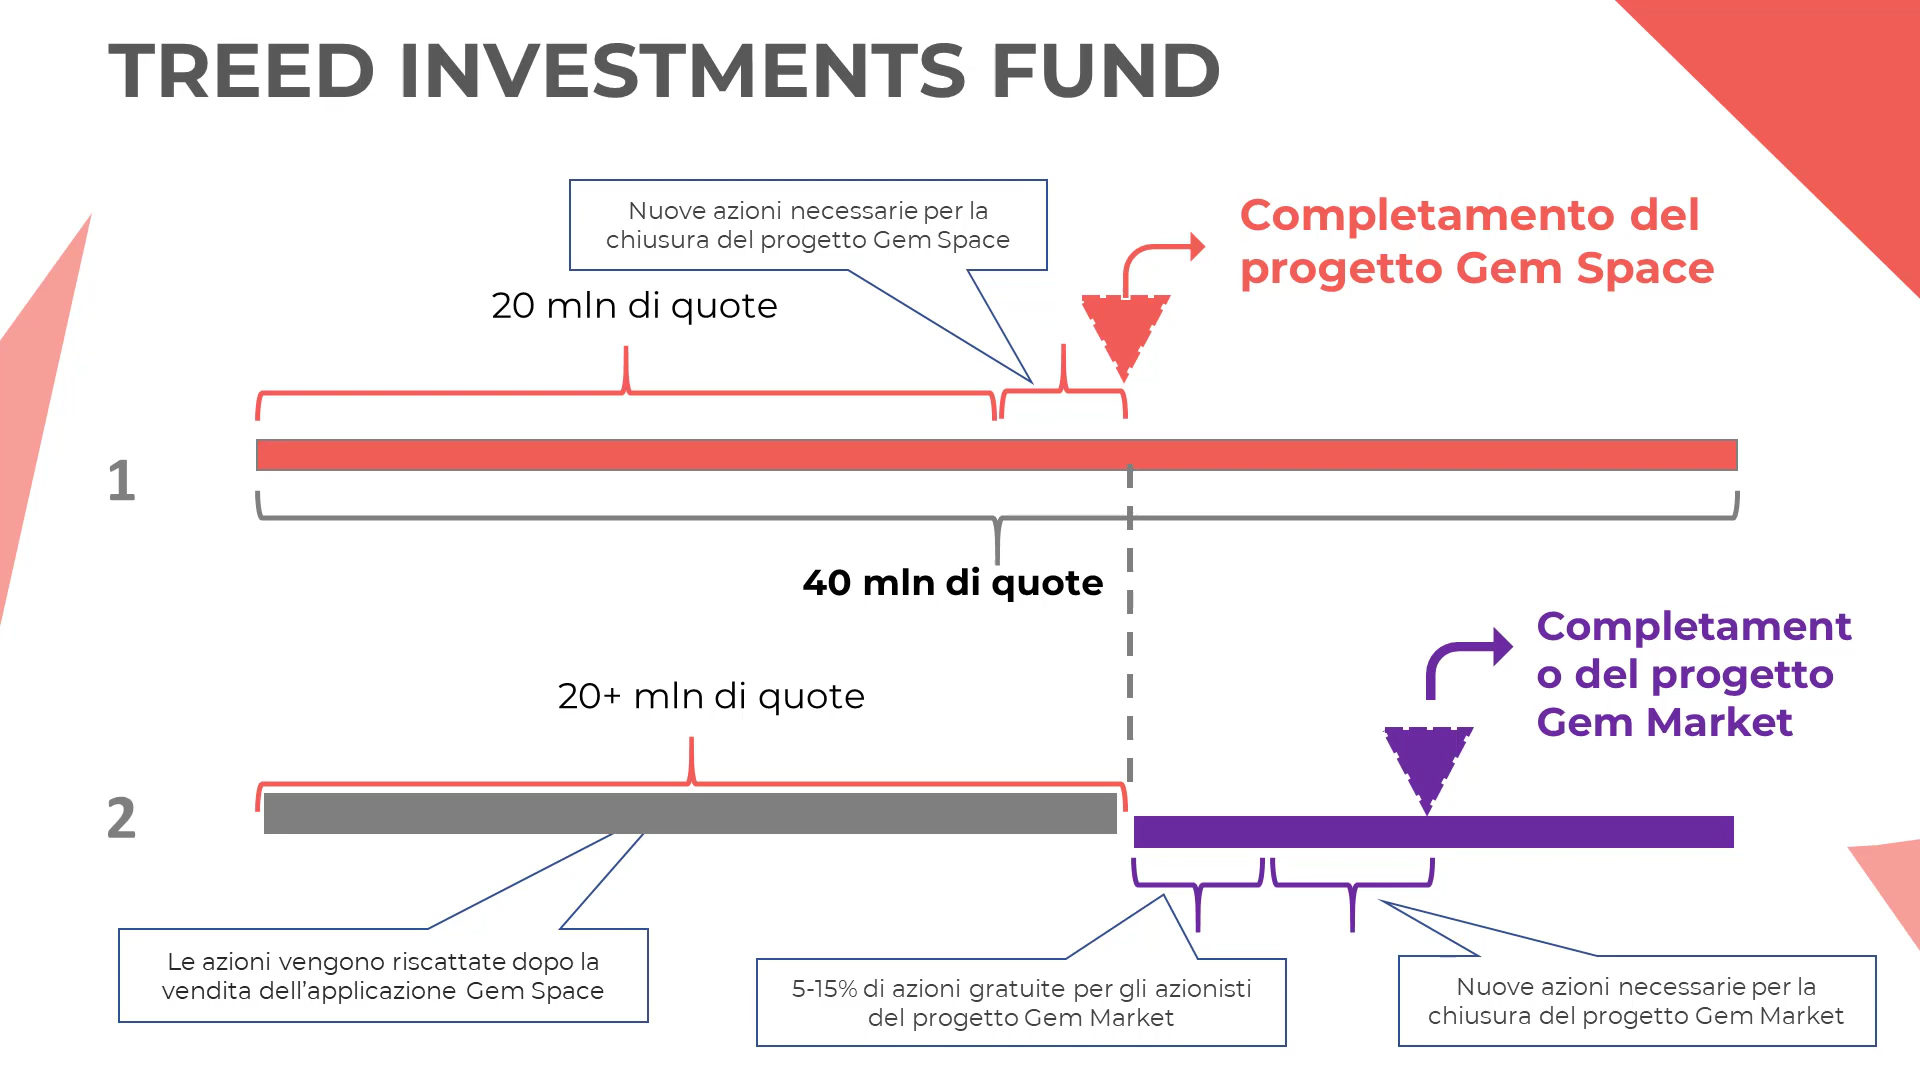 TREED INVESTMENTS FUND
Nuove azioni necessarie per la
chiusura del progetto Gem Space
Completamento del
progetto Gem Space
20 mln di quote
1
40 mln di quote
Completament
o del progetto
Gem Market
20+ mln di quote
2
Le azioni vengono riscattate dopo la
vendita dell’applicazione Gem Space
5-15% di azioni gratuite per gli azionisti
del progetto Gem Market
Nuove azioni necessarie per la
chiusura del progetto Gem Market